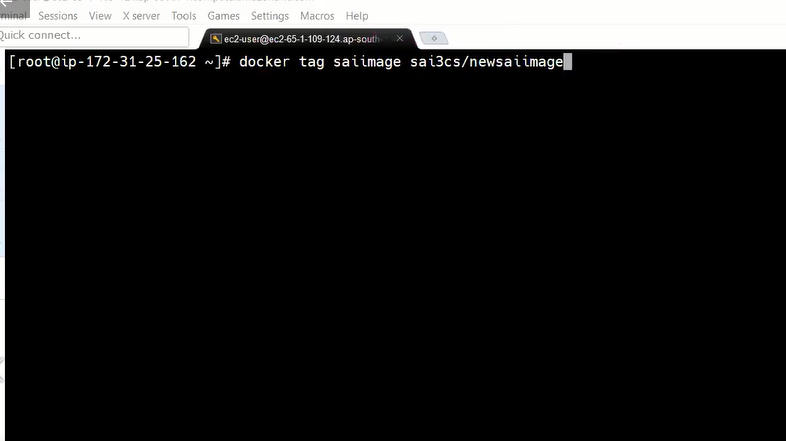 minal Sessions View X server Tools Games Settings Macros Help
Quick connect...
ec2-user@ec2-65-1-109-124.ap-south-
[root@ip-172-31-25-162 ~]# docker tag saiimage sai3cs/newsaiimage